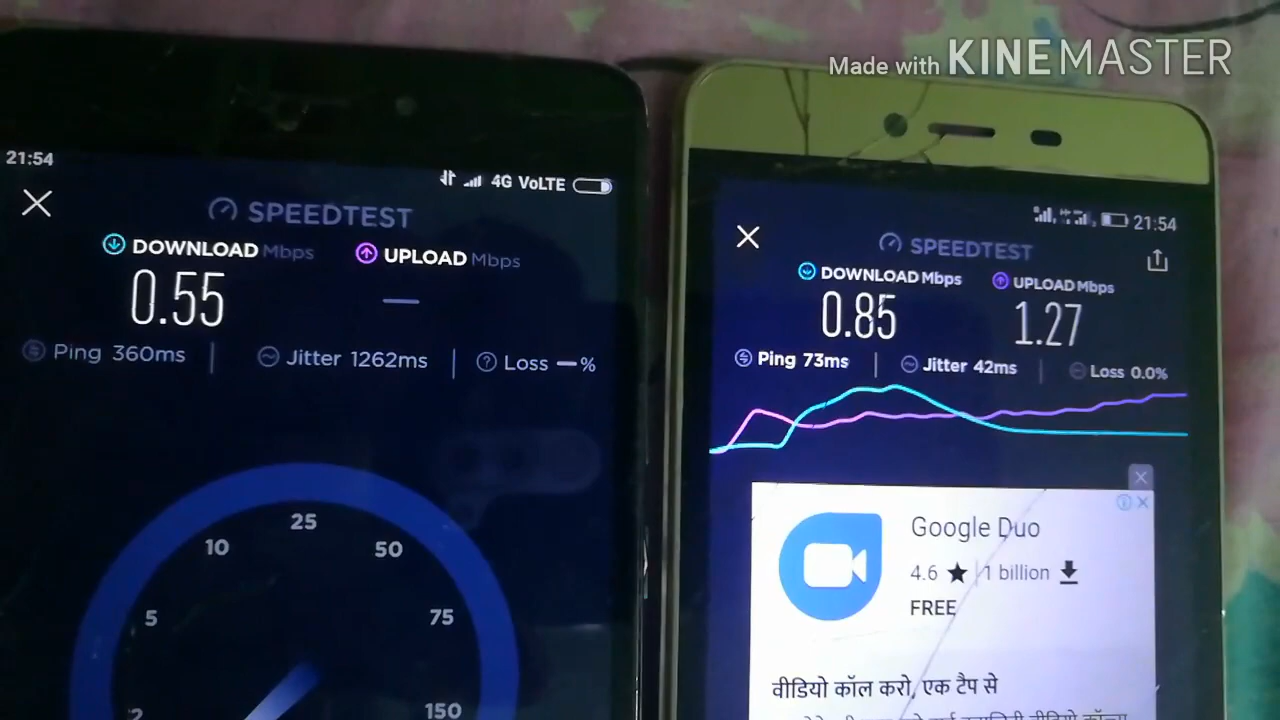 Made with KINEMASTER
21:54
4G VoLTE
SPEEDTEST
DOWNLOAD Mbps
UPLOAD Mbps
0.55
—
Ping 360ms
Jitter 1262ms
Loss — %
25
10
50
5
75
2
150
21:54
SPEEDTEST
DOWNLOAD Mbps
UPLOAD Mbps
0.85
1.27
Ping 73ms
Jitter 42ms
Loss 0.0%
Google Duo
4.6 ★ 1 billion
FREE
वीडियो कॉल करो, एक टैप से